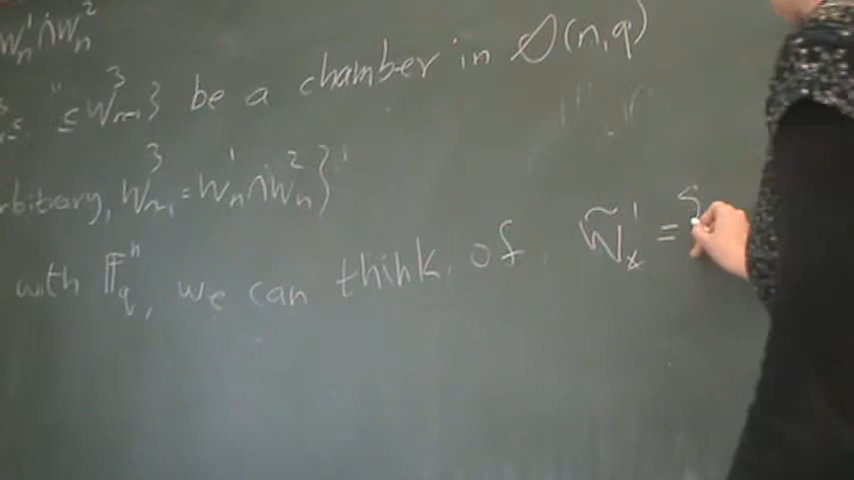 W_n^1 ∩ W_n^2
⊆ W_m^3 } be a chamber in O(n,q)
rbitrary, W_m^3 = W_n^1 ∩ W_n^2 }
with 𝔽_q^n, we can think of W̃_x^1 =